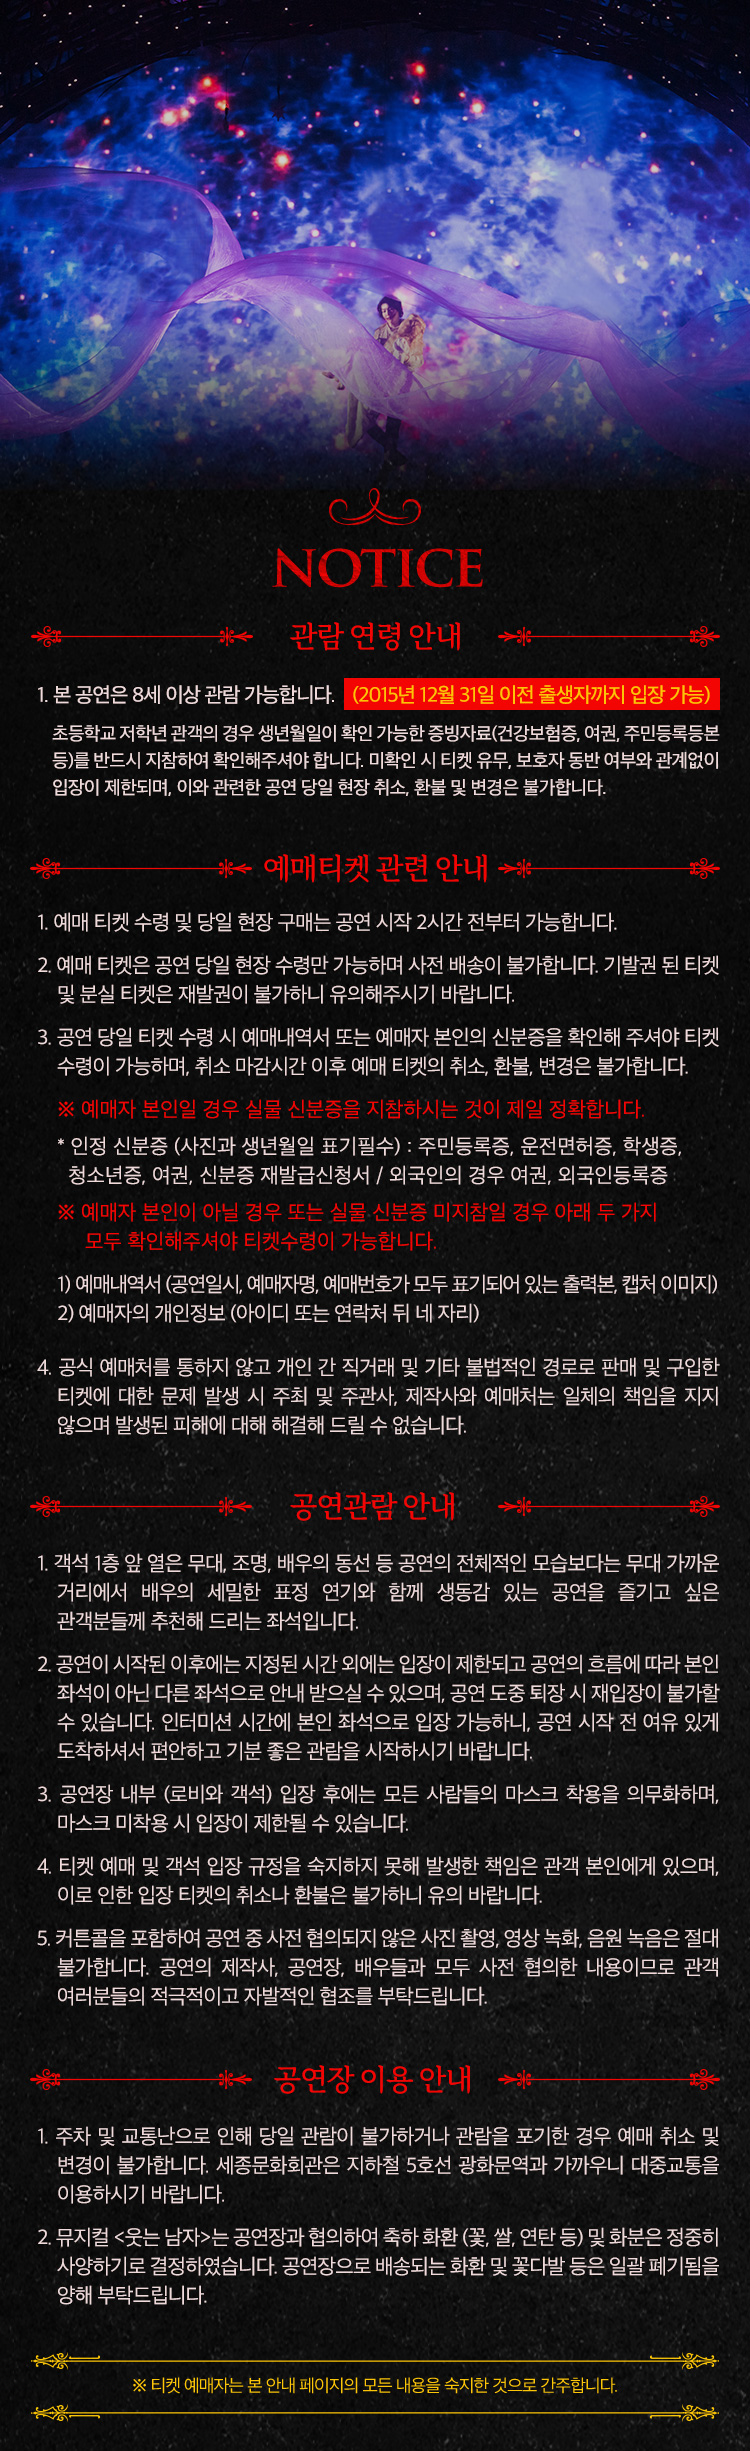 NOTICE
관람 연령 안내
1. 본 공연은 8세 이상 관람 가능합니다. (2015년 12월 31일 이전 출생자까지 입장 가능)
초등학교 저학년 관객의 경우 생년월일이 확인 가능한 증빙자료(건강보험증, 여권, 주민등록등본
등)를 반드시 지참하여 확인해주셔야 합니다. 미확인 시 티켓 유무, 보호자 동반 여부와 관계없이
입장이 제한되며, 이와 관련한 공연 당일 현장 취소, 환불 및 변경은 불가합니다.
예매티켓 관련 안내
1. 예매 티켓 수령 및 당일 현장 구매는 공연 시작 2시간 전부터 가능합니다.
2. 예매 티켓은 공연 당일 현장 수령만 가능하며 사전 배송이 불가합니다. 기발권 된 티켓
및 분실 티켓은 재발권이 불가하니 유의해주시기 바랍니다.
3. 공연 당일 티켓 수령 시 예매내역서 또는 예매자 본인의 신분증을 확인해 주셔야 티켓
수령이 가능하며, 취소 마감시간 이후 예매 티켓의 취소, 환불, 변경은 불가합니다.
※ 예매자 본인일 경우 실물 신분증을 지참하시는 것이 제일 정확합니다.
* 인정 신분증 (사진과 생년월일 표기필수) : 주민등록증, 운전면허증, 학생증,
청소년증, 여권, 신분증 재발급신청서 / 외국인의 경우 여권, 외국인등록증
※ 예매자 본인이 아닐 경우 또는 실물 신분증 미지참일 경우 아래 두 가지
모두 확인해주셔야 티켓수령이 가능합니다.
1) 예매내역서 (공연일시, 예매자명, 예매번호가 모두 표기되어 있는 출력본, 캡처 이미지)
2) 예매자의 개인정보 (아이디 또는 연락처 뒤 네 자리)
4. 공식 예매처를 통하지 않고 개인 간 직거래 및 기타 불법적인 경로로 판매 및 구입한
티켓에 대한 문제 발생 시 주최 및 주관사, 제작사와 예매처는 일체의 책임을 지지
않으며 발생된 피해에 대해 해결해 드릴 수 없습니다.
공연관람 안내
1. 객석 1층 앞 열은 무대, 조명, 배우의 동선 등 공연의 전체적인 모습보다는 무대 가까운
거리에서 배우의 세밀한 표정 연기와 함께 생동감 있는 공연을 즐기고 싶은
관객분들께 추천해 드리는 좌석입니다.
2. 공연이 시작된 이후에는 지정된 시간 외에는 입장이 제한되고 공연의 흐름에 따라 본인
좌석이 아닌 다른 좌석으로 안내 받으실 수 있으며, 공연 도중 퇴장 시 재입장이 불가할
수 있습니다. 인터미션 시간에 본인 좌석으로 입장 가능하니, 공연 시작 전 여유 있게
도착하셔서 편안하고 기분 좋은 관람을 시작하시기 바랍니다.
3. 공연장 내부 (로비와 객석) 입장 후에는 모든 사람들의 마스크 착용을 의무화하며,
마스크 미착용 시 입장이 제한될 수 있습니다.
4. 티켓 예매 및 객석 입장 규정을 숙지하지 못해 발생한 책임은 관객 본인에게 있으며,
이로 인한 입장 티켓의 취소나 환불은 불가하니 유의 바랍니다.
5. 커튼콜을 포함하여 공연 중 사전 협의되지 않은 사진 촬영, 영상 녹화, 음원 녹음은 절대
불가합니다. 공연의 제작사, 공연장, 배우들과 모두 사전 협의한 내용이므로 관객
여러분들의 적극적이고 자발적인 협조를 부탁드립니다.
공연장 이용 안내
1. 주차 및 교통난으로 인해 당일 관람이 불가하거나 관람을 포기한 경우 예매 취소 및
변경이 불가합니다. 세종문화회관은 지하철 5호선 광화문역과 가까우니 대중교통을
이용하시기 바랍니다.
2. 뮤지컬 <웃는 남자>는 공연장과 협의하여 축하 화환 (꽃, 쌀, 연탄 등) 및 화분은 정중히
사양하기로 결정하였습니다. 공연장으로 배송되는 화환 및 꽃다발 등은 일괄 폐기됨을
양해 부탁드립니다.
※ 티켓 예매자는 본 안내 페이지의 모든 내용을 숙지한 것으로 간주합니다.